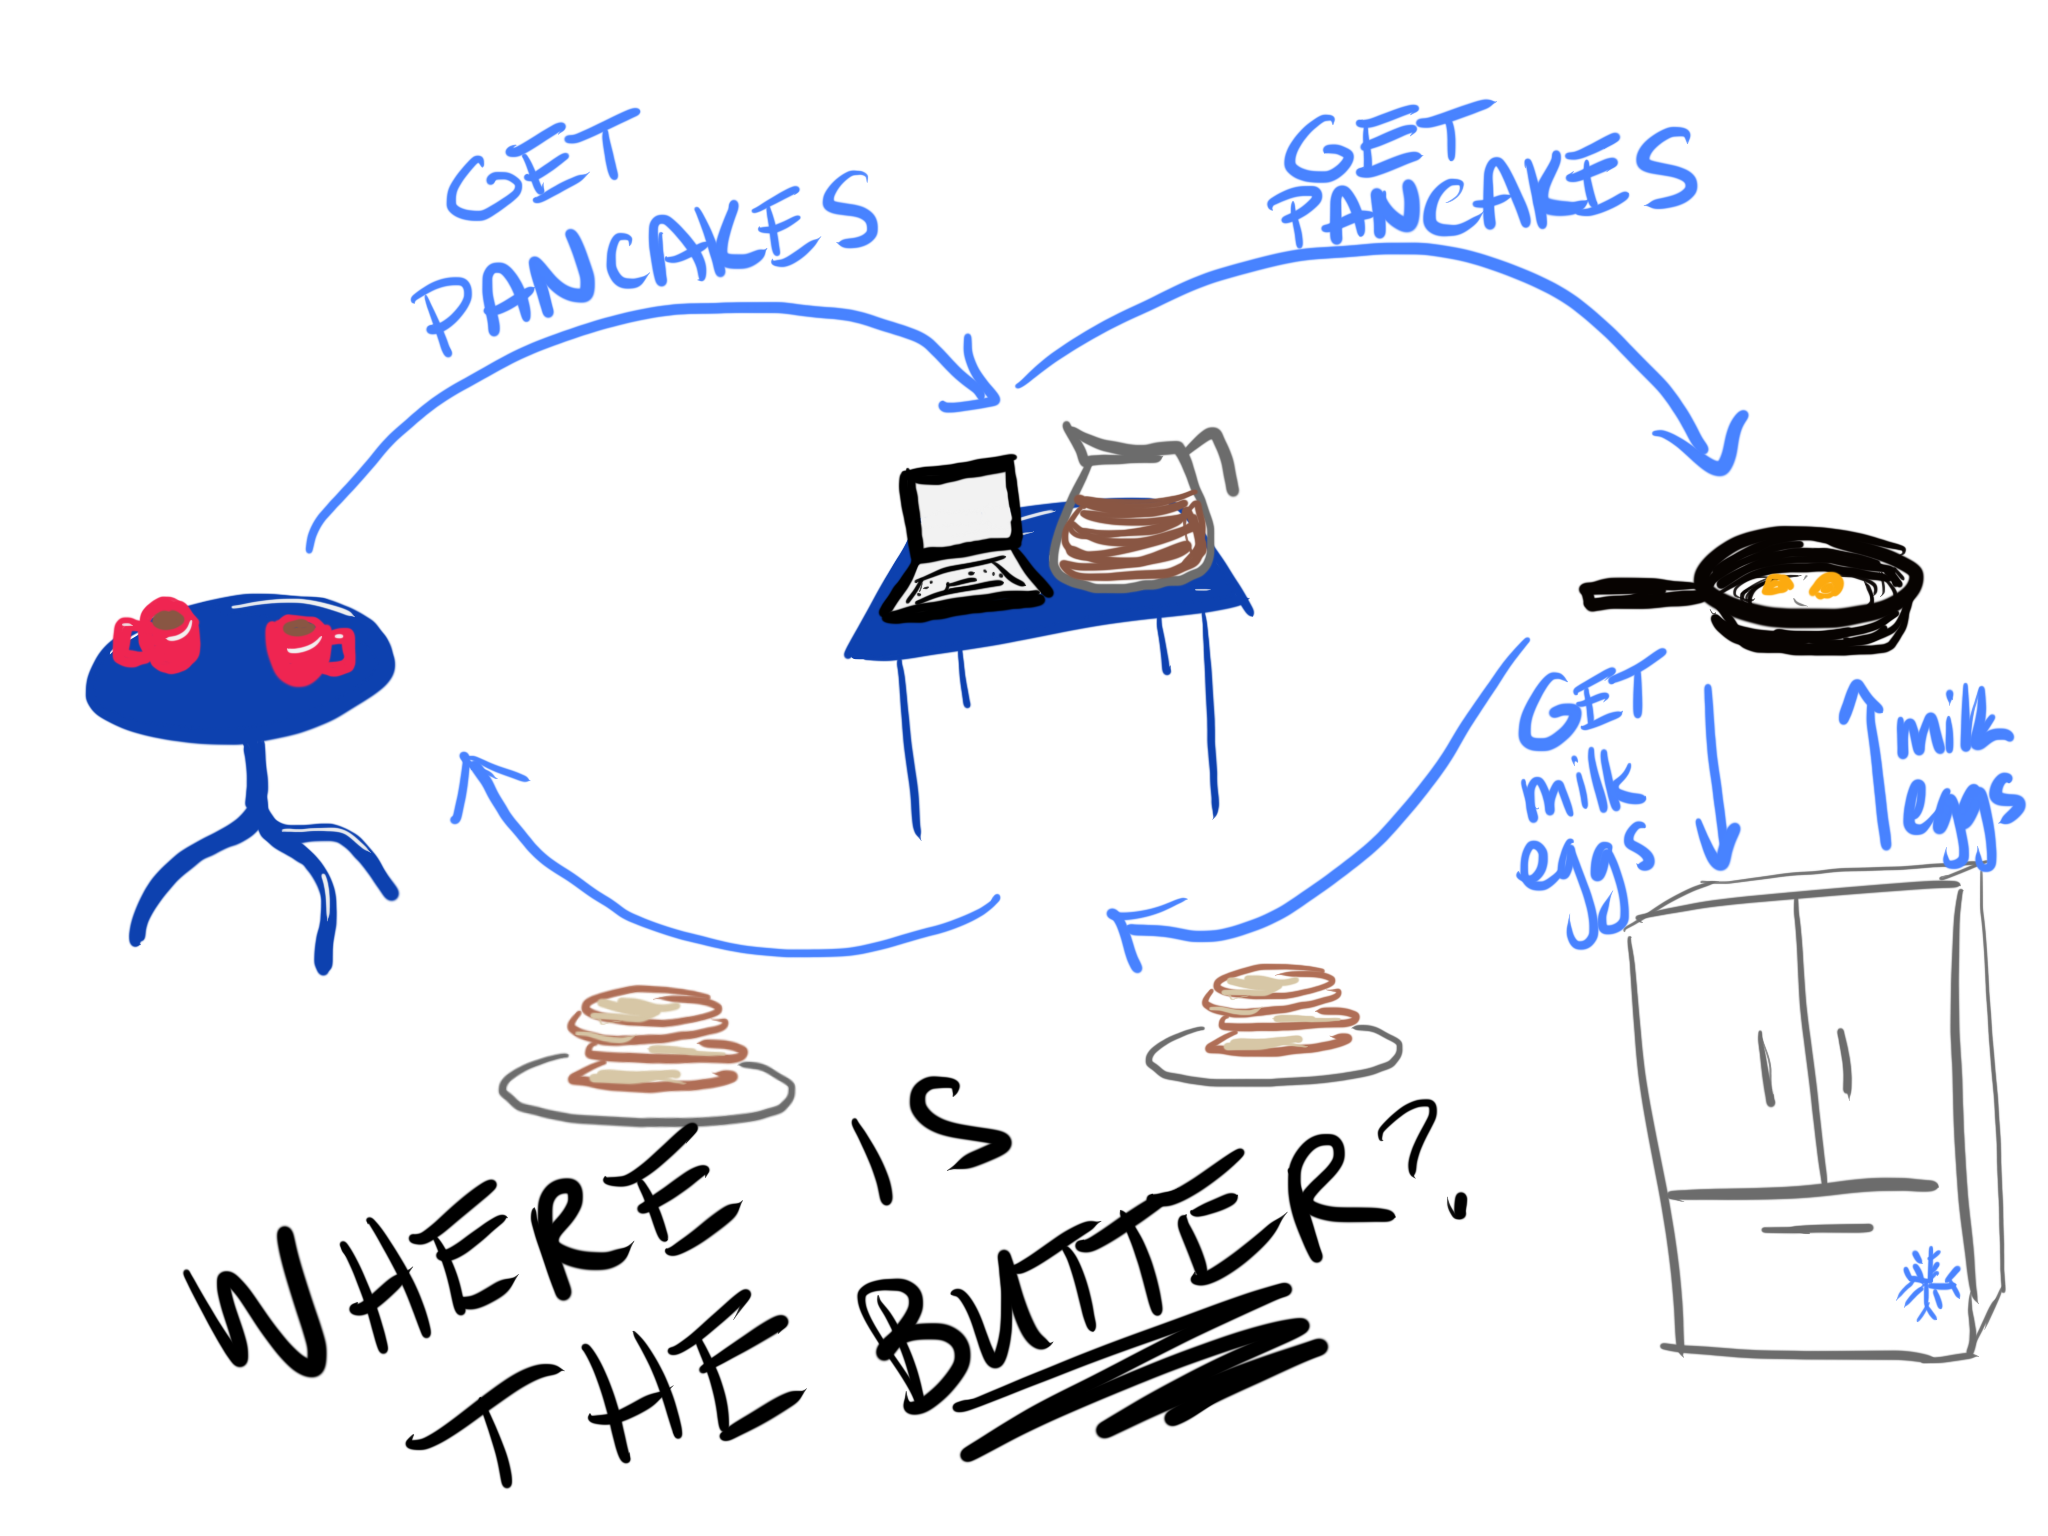 GET
PANCAKES
GET
PANCAKES
GET
milk
eggs
milk
eggs
WHERE IS
THE BUTTER?